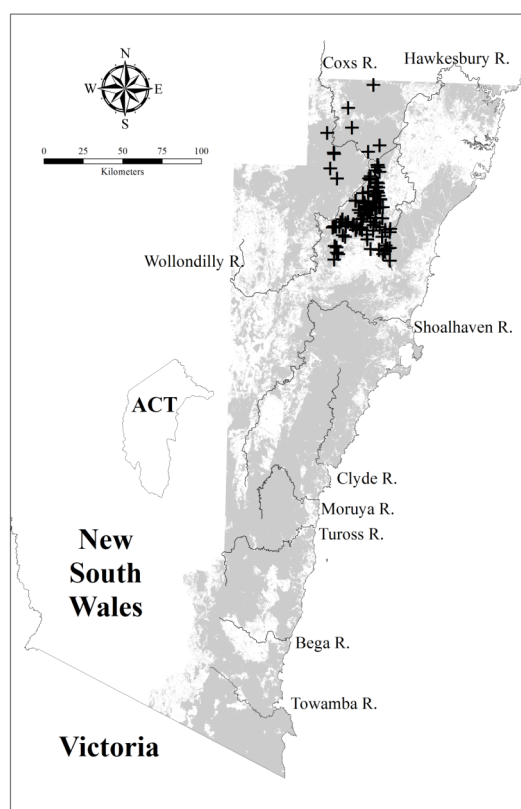 Coxs R.
Hawkesbury R.
N
W
E
S
0
25
50
75
100
Kilometers
Wollondilly R.
Shoalhaven R.
ACT
Clyde R.
Moruya R.
Tuross R.
New
South
Wales
Bega R.
Towamba R.
Victoria